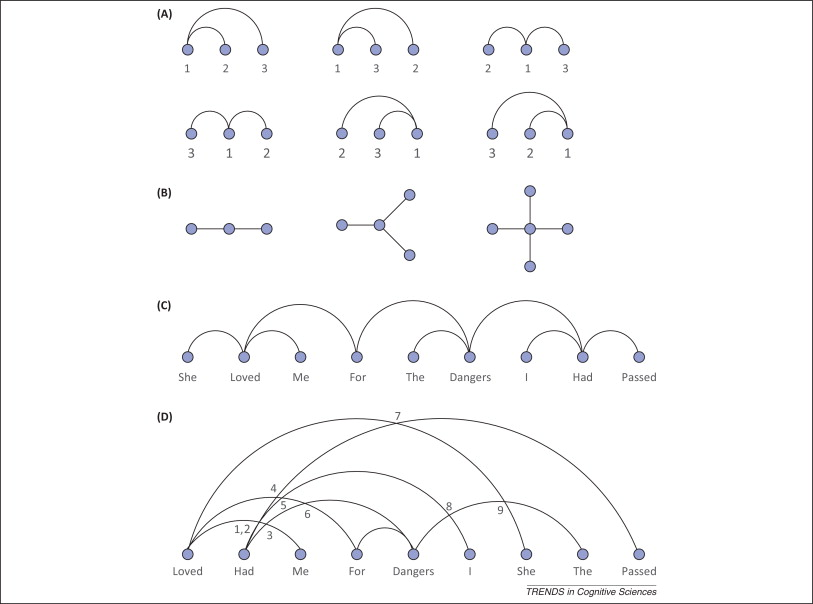 (A)
1 2 3 1 3 2 2 1 3
3 1 2 2 3 1 3 2 1
(B)
(C)
She Loved Me For The Dangers I Had Passed
(D)
7
4
5
6
8
9
1,2
3
Loved Had Me For Dangers I She The Passed
TRENDS in Cognitive Sciences